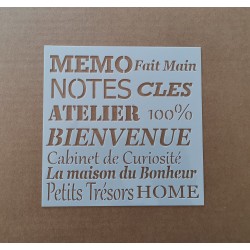 MEMO Fait Main
NOTES CLES
ATELIER 100%
BIENVENUE
Cabinet de Curiosité
La maison du Bonheur
Petits Trésors HOME